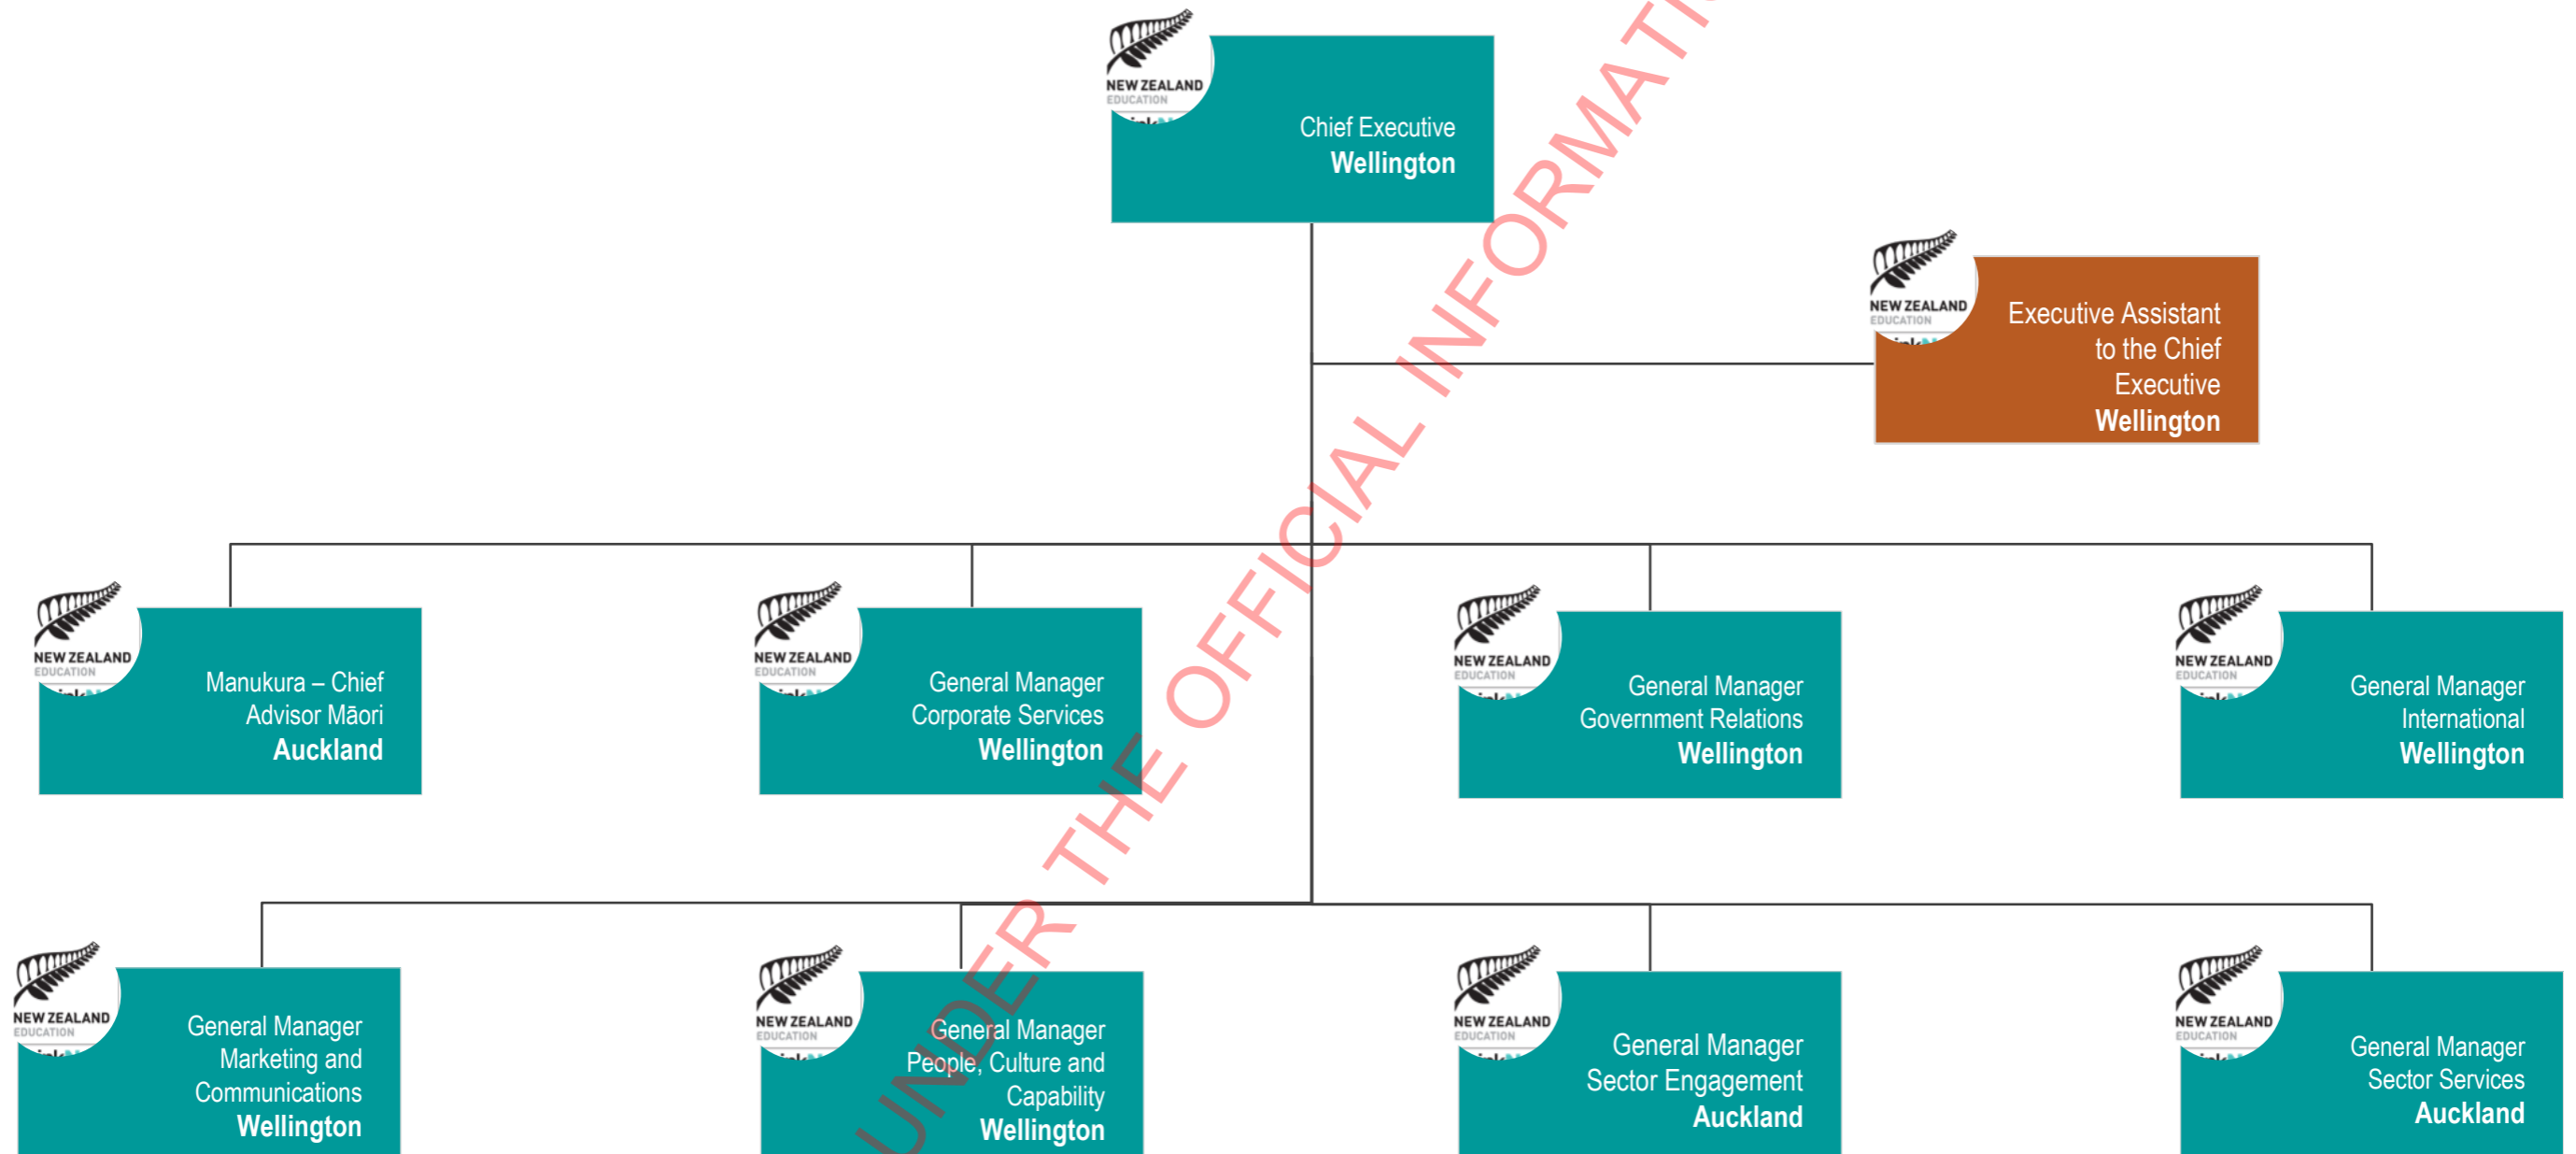 NEW ZEALAND
EDUCATION
Chief Executive
Wellington
NEW ZEALAND
EDUCATION
Executive Assistant
to the Chief
Executive
Wellington
NEW ZEALAND
EDUCATION
Manukura – Chief
Advisor Māori
Auckland
NEW ZEALAND
EDUCATION
General Manager
Corporate Services
Wellington
NEW ZEALAND
EDUCATION
General Manager
Government Relations
Wellington
NEW ZEALAND
EDUCATION
General Manager
International
Wellington
NEW ZEALAND
EDUCATION
General Manager
Marketing and
Communications
Wellington
NEW ZEALAND
EDUCATION
General Manager
People, Culture and
Capability
Wellington
NEW ZEALAND
EDUCATION
General Manager
Sector Engagement
Auckland
NEW ZEALAND
EDUCATION
General Manager
Sector Services
Auckland
UNDER THE OFFICIAL